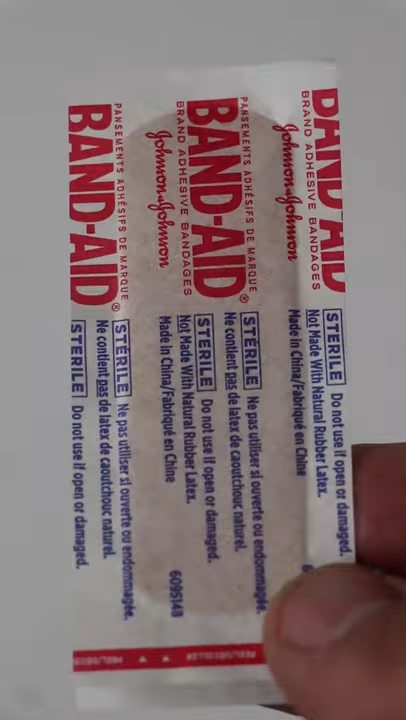 BAND-AID
BRAND ADHESIVE BANDAGES
Johnson & Johnson
STERILE Do not use if open or damaged.
Not Made With Natural Rubber Latex.
Made in China/Fabriqué en Chine
PANSEMENTS ADHÉSIFS DE MARQUE
BAND-AID®
BRAND ADHESIVE BANDAGES
Johnson & Johnson
STÉRILE Ne pas utiliser si ouverte ou endommagée.
Ne contient pas de latex de caoutchouc naturel.
STERILE Do not use if open or damaged.
Not Made With Natural Rubber Latex.
Made in China/Fabriqué en Chine
6095148
PANSEMENTS ADHÉSIFS DE MARQUE
BAND-AID®
STÉRILE Ne pas utiliser si ouverte ou endommagée.
Ne contient pas de latex de caoutchouc naturel.
STERILE Do not use if open or damaged.